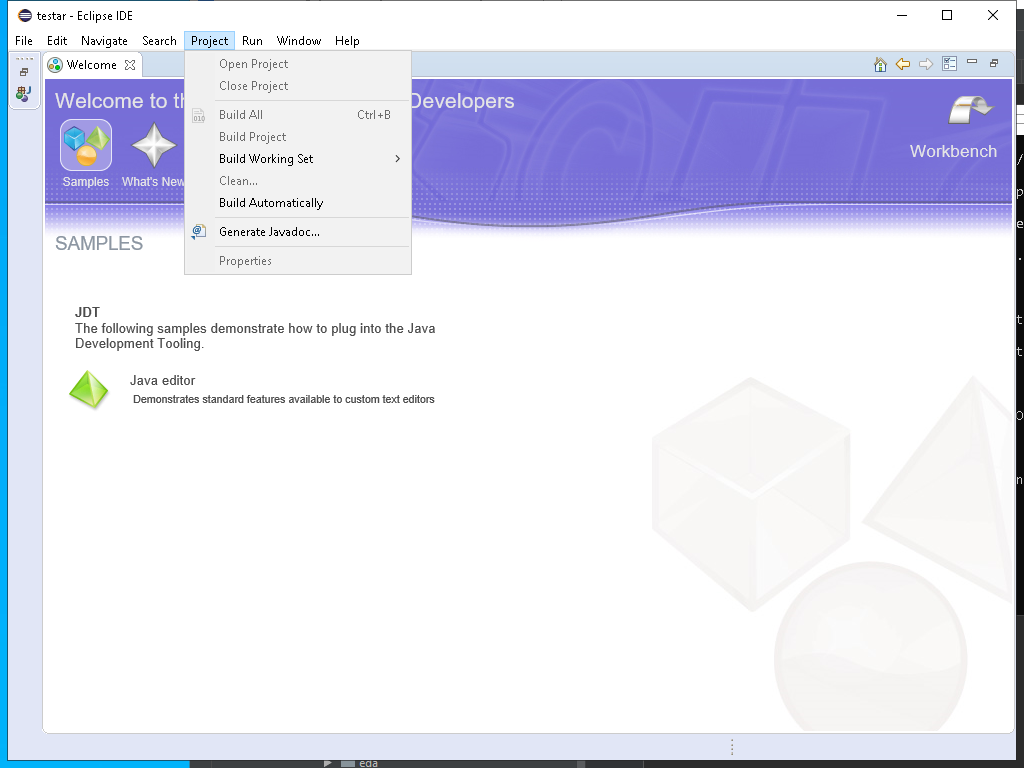 testar - Eclipse IDE
File Edit Navigate Search Project Run Window Help
Welcome
Open Project
Close Project
Build All Ctrl+B
Build Project
Build Working Set
Clean...
Build Automatically
Generate Javadoc...
Properties
Welcome to th
Developers
Samples
What's New
Workbench
SAMPLES
JDT
The following samples demonstrate how to plug into the Java
Development Tooling.
Java editor
Demonstrates standard features available to custom text editors
eda